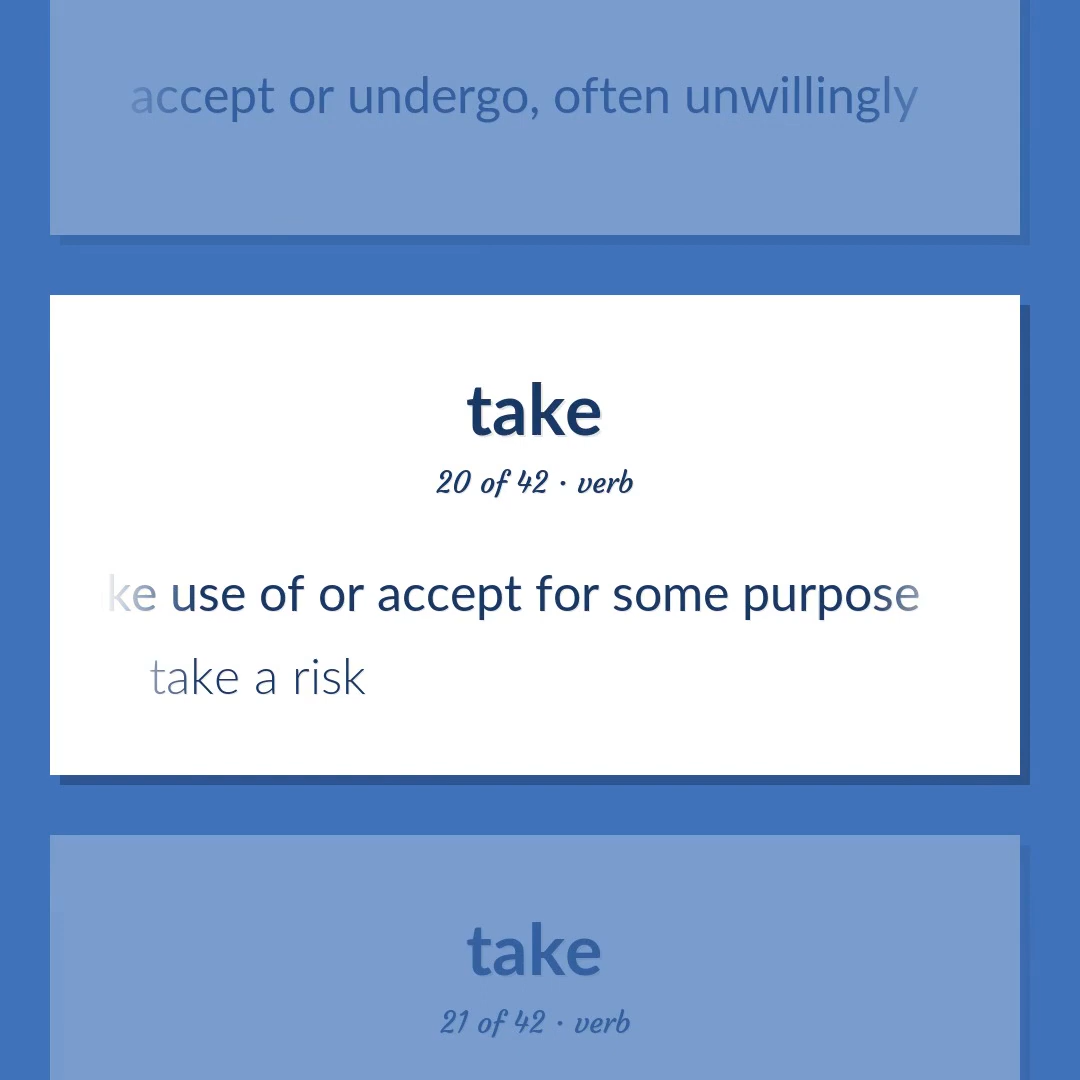 accept or undergo, often unwillingly
take
20 of 42 · verb
ke use of or accept for some purpose
take a risk
take
21 of 42 · verb